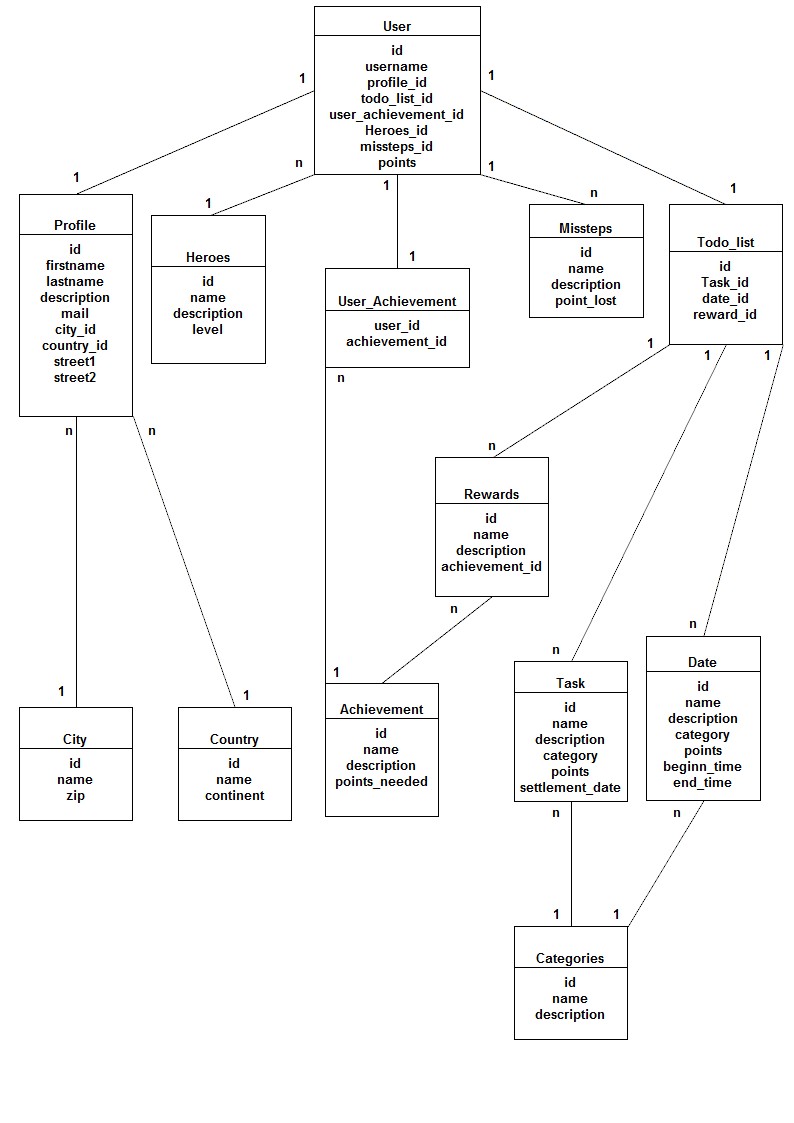 User
id
username
profile_id
todo_list_id
user_achievement_id
Heroes_id
missteps_id
points
1
1
n
1
1
1
1
1
n
1
1
Profile
id
firstname
lastname
description
mail
city_id
country_id
street1
street2
Heroes
id
name
description
level
User_Achievement
user_id
achievement_id
Missteps
id
name
description
point_lost
Todo_list
id
Task_id
date_id
reward_id
n
n
n
1
1
1
n
Rewards
id
name
description
achievement_id
n
n
n
1
1
1
City
id
name
zip
Country
id
name
continent
Achievement
id
name
description
points_needed
Task
id
name
description
category
points
settlement_date
Date
id
name
description
category
points
beginn_time
end_time
n
n
1
1
Categories
id
name
description